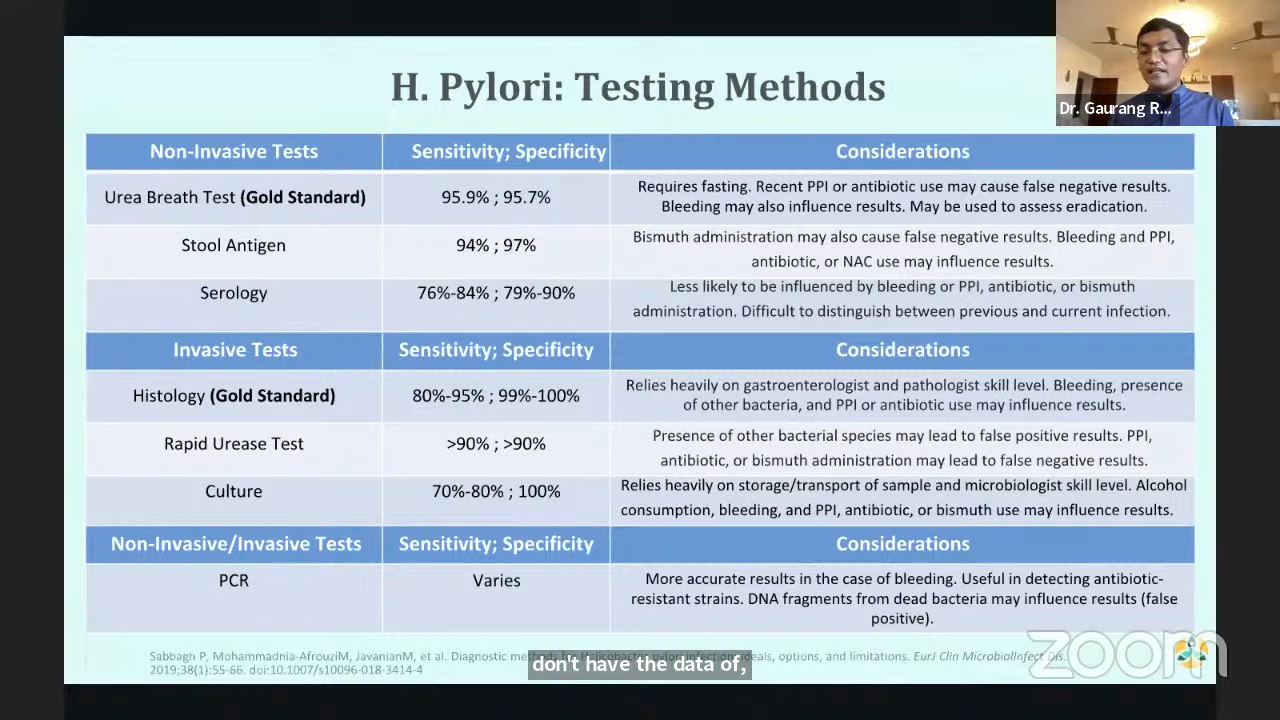 H. Pylori: Testing Methods
Dr. Gaurang R...
Non-Invasive Tests Sensitivity; Specificity Considerations
Urea Breath Test (Gold Standard) 95.9% ; 95.7% Requires fasting. Recent PPI or antibiotic use may cause false negative results.
Bleeding may also influence results. May be used to assess eradication.
Stool Antigen 94% ; 97% Bismuth administration may also cause false negative results. Bleeding and PPI,
antibiotic, or NAC use may influence results.
Serology 76%-84% ; 79%-90% Less likely to be influenced by bleeding or PPI, antibiotic, or bismuth
administration. Difficult to distinguish between previous and current infection.
Invasive Tests Sensitivity; Specificity Considerations
Histology (Gold Standard) 80%-95% ; 99%-100% Relies heavily on gastroenterologist and pathologist skill level. Bleeding, presence
of other bacteria, and PPI or antibiotic use may influence results.
Rapid Urease Test >90% ; >90% Presence of other bacterial species may lead to false positive results. PPI,
antibiotic, or bismuth administration may lead to false negative results.
Culture 70%-80% ; 100% Relies heavily on storage/transport of sample and microbiologist skill level. Alcohol
consumption, bleeding, and PPI, antibiotic, or bismuth use may influence results.
Non-Invasive/Invasive Tests Sensitivity; Specificity Considerations
PCR Varies More accurate results in the case of bleeding. Useful in detecting antibiotic-
resistant strains. DNA fragments from dead bacteria may influence results (false
positive).
Sabbagh P, Mohammadnia-AfrouziM, JavanianM, et al. Diagnostic methods for Helicobacter pylori infection: ideals, options, and limitations. EurJ Clin MicrobiolInfect Dis.
2019;38(1):55-66. doi:10.1007/s10096-018-3414-4
don't have the data of,
zoom